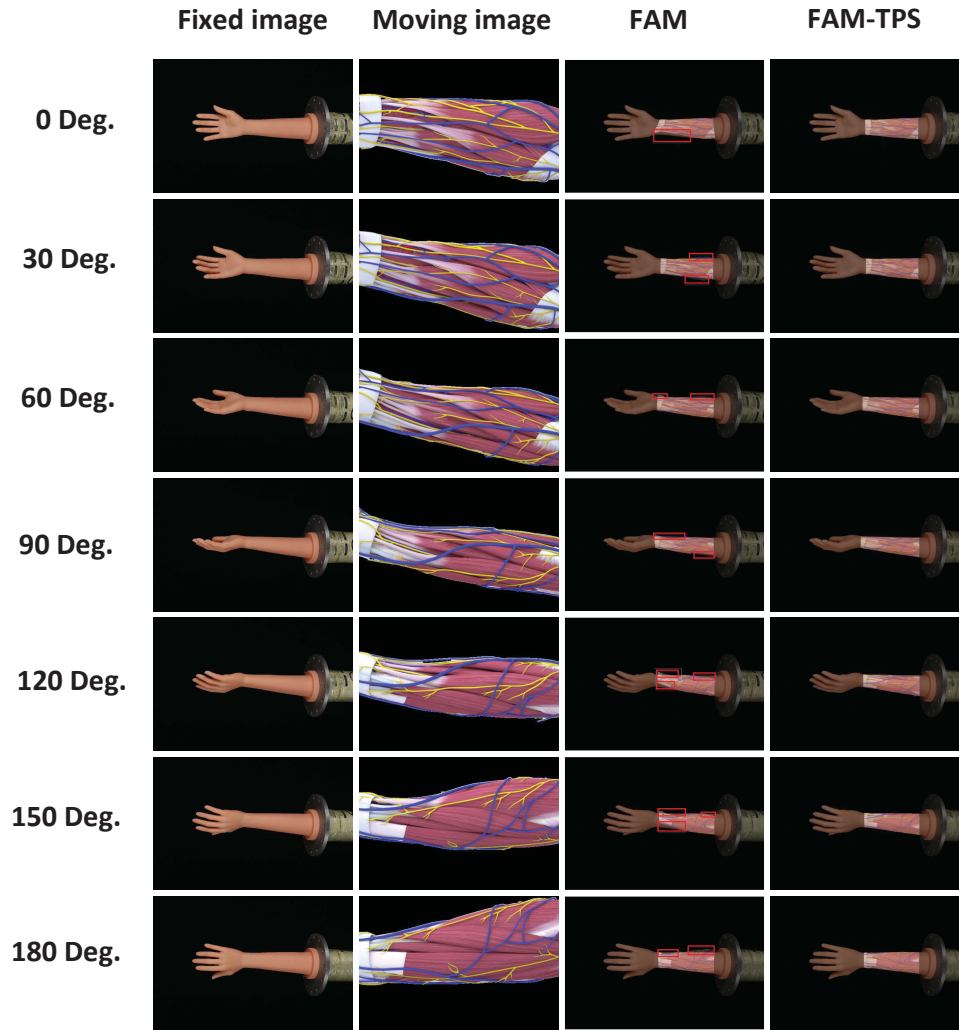 Fixed image Moving image FAM FAM-TPS
0 Deg.
30 Deg.
60 Deg.
90 Deg.
120 Deg.
150 Deg.
180 Deg.